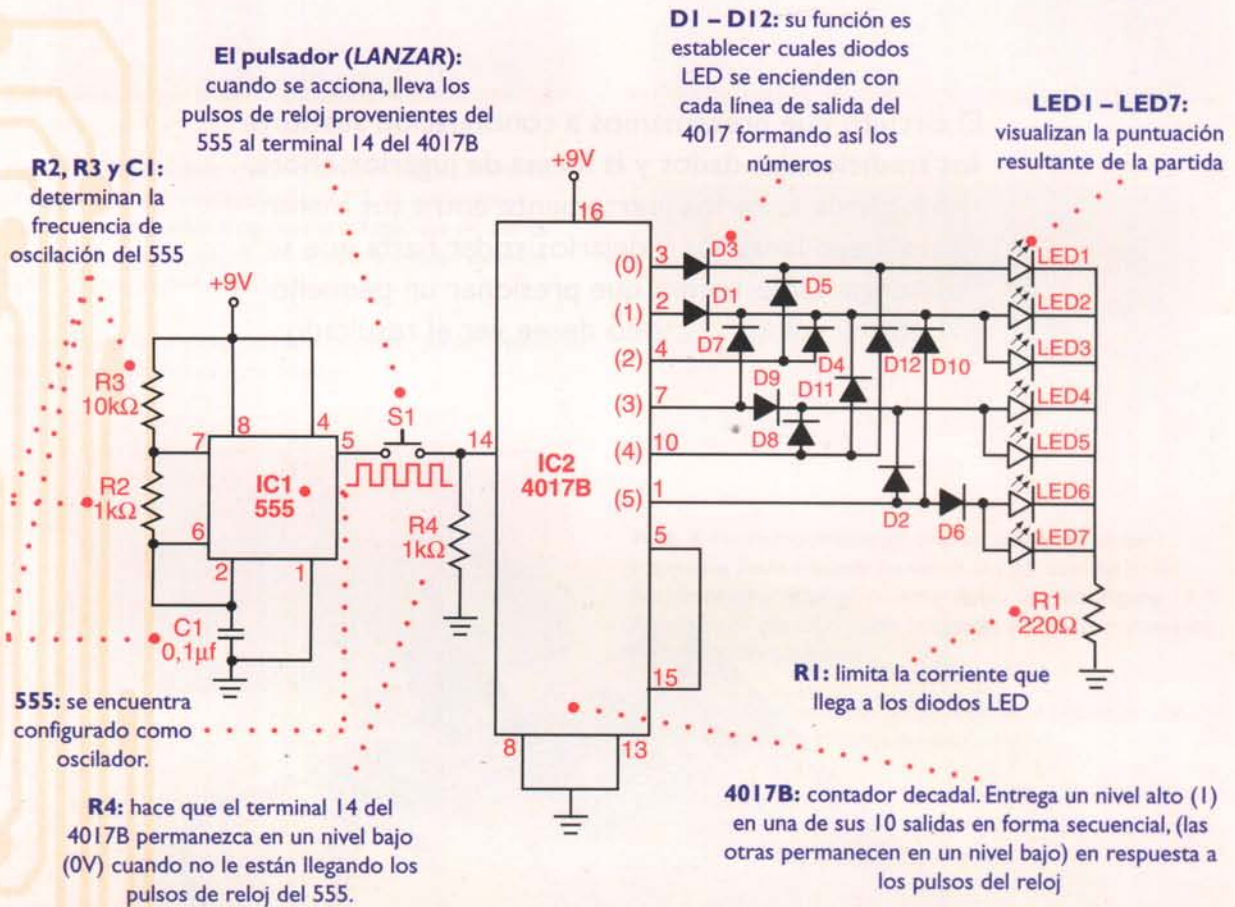 D1 – D12: su función es
establecer cuales diodos
LED se encienden con
cada línea de salida del
4017 formando así los
números
El pulsador (LANZAR):
cuando se acciona, lleva los
pulsos de reloj provenientes del
555 al terminal 14 del 4017B
LED1 – LED7:
visualizan la puntuación
resultante de la partida
R2, R3 y C1:
determinan la
frecuencia de
oscilación del 555
+9V
R3
10kΩ
R2
1kΩ
7
8
4
6
2
1
5
IC1
555
C1
0,1µf
S1
14
R4
1kΩ
+9V
16
IC2
4017B
(0) 3
(1) 2
(2) 4
(3) 7
(4) 10
(5) 1
5
15
8
13
D3
D1
D5
D7
D4
D12
D10
D9
D11
D8
D2
D6
LED1
LED2
LED3
LED4
LED5
LED6
LED7
R1
220Ω
R1: limita la corriente que
llega a los diodos LED
555: se encuentra
configurado como
oscilador.
R4: hace que el terminal 14 del
4017B permanezca en un nivel bajo
(0V) cuando no le están llegando los
pulsos de reloj del 555.
4017B: contador decadal. Entrega un nivel alto (1)
en una de sus 10 salidas en forma secuencial, (las
otras permanecen en un nivel bajo) en respuesta a
los pulsos del reloj